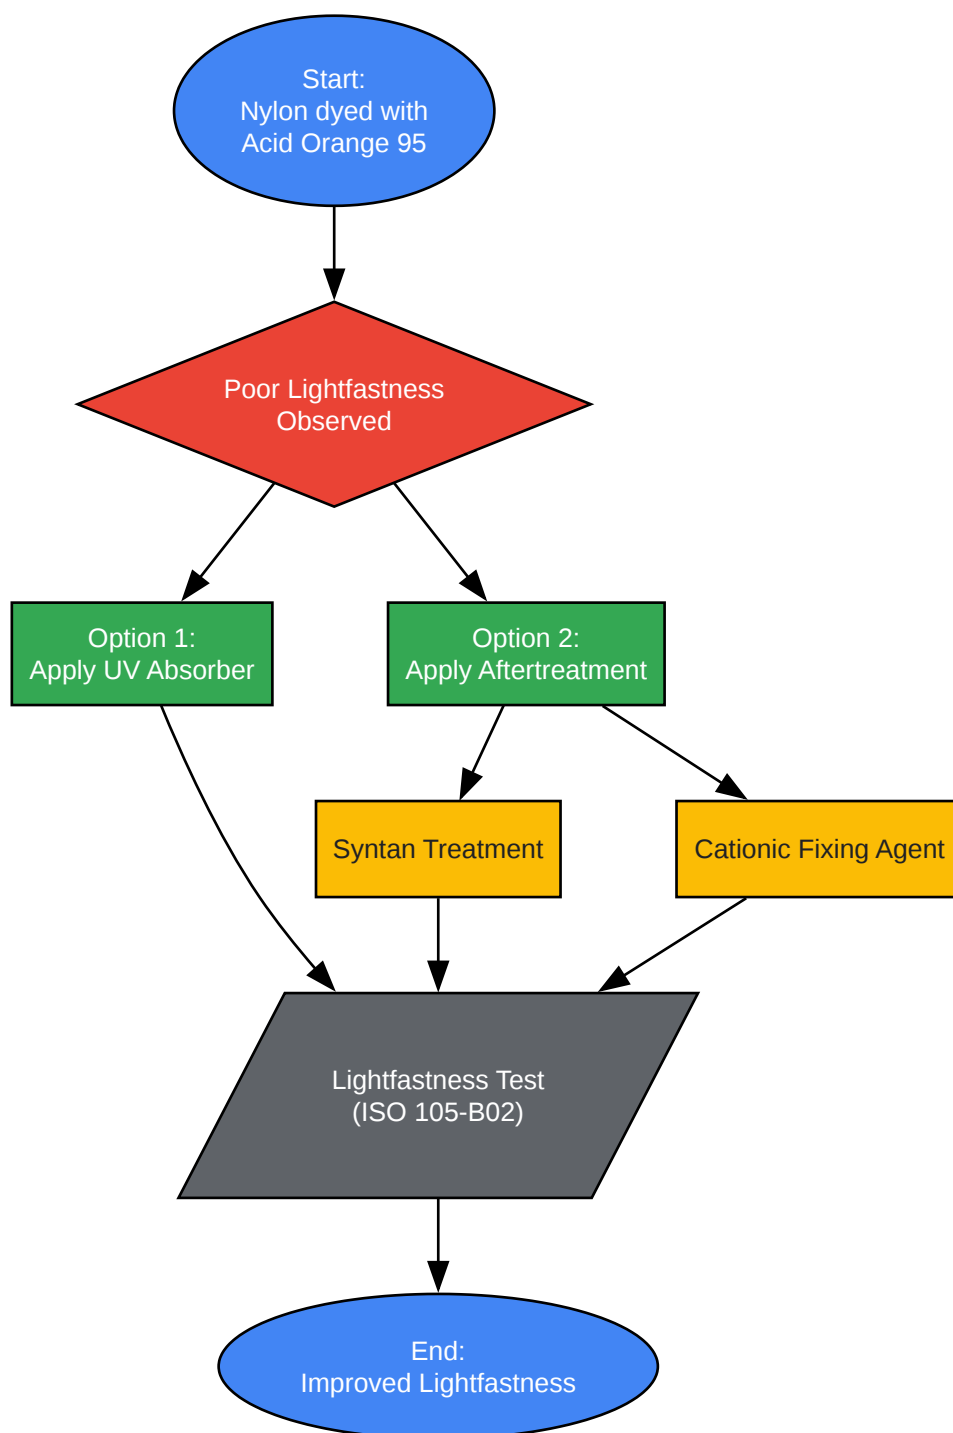 Start:
Nylon dyed with
Acid Orange 95
Poor Lightfastness
Observed
Option 1:
Apply UV Absorber
Option 2:
Apply Aftertreatment
Syntan Treatment
Cationic Fixing Agent
Lightfastness Test
(ISO 105-B02)
End:
Improved Lightfastness